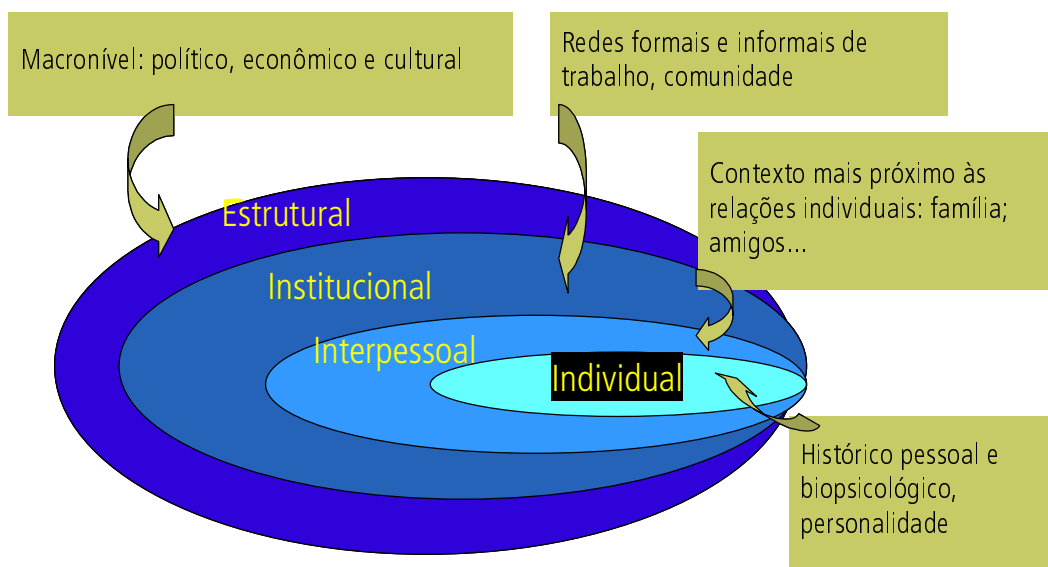 Macronível: político, econômico e cultural
Redes formais e informais de
trabalho, comunidade
Contexto mais próximo às
relações individuais: família;
amigos...
Estrutural
Institucional
Interpessoal
Individual
Histórico pessoal e
biopsicológico,
personalidade